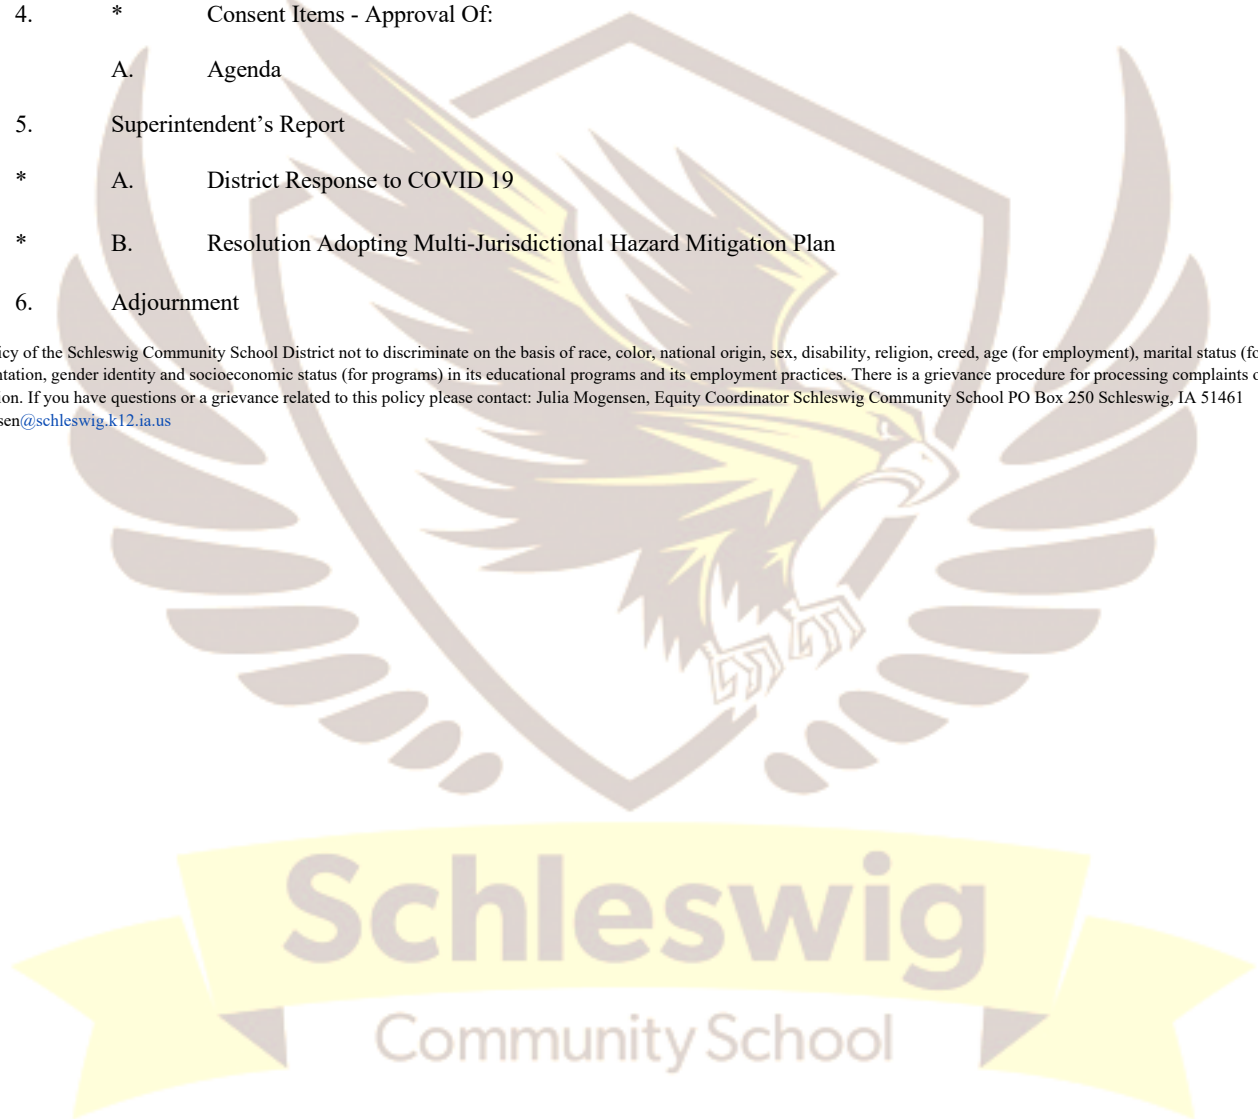 4. * Consent Items - Approval Of:
A. Agenda
5. Superintendent’s Report
* A. District Response to COVID 19
* B. Resolution Adopting Multi-Jurisdictional Hazard Mitigation Plan
6. Adjournment
icy of the Schleswig Community School District not to discriminate on the basis of race, color, national origin, sex, disability, religion, creed, age (for employment), marital status (fo
ntation, gender identity and socioeconomic status (for programs) in its educational programs and its employment practices. There is a grievance procedure for processing complaints o
ion. If you have questions or a grievance related to this policy please contact: Julia Mogensen, Equity Coordinator Schleswig Community School PO Box 250 Schleswig, IA 51461
sen@schleswig.k12.ia.us
Schleswig
Community School